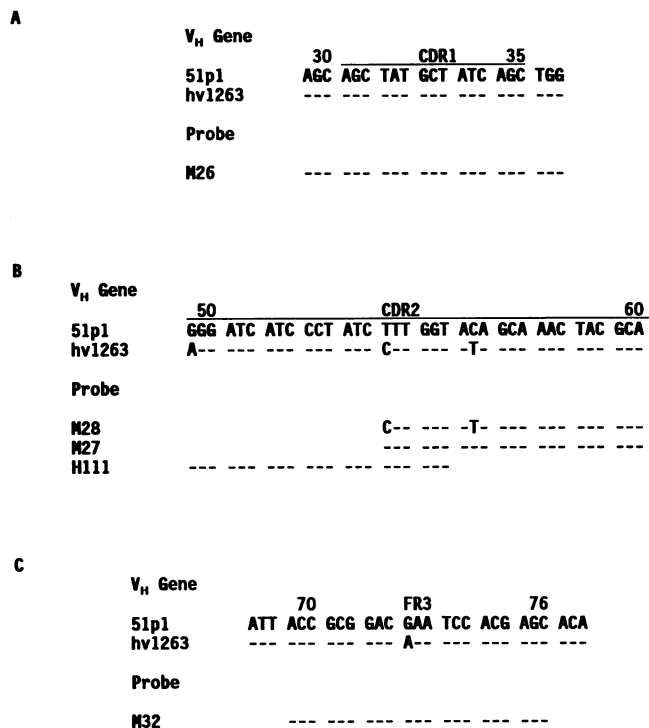 A
V_H Gene
30 CDR1 35
51p1 AGC AGC TAT GCT ATC AGC TGG
hv1263 --- --- --- --- --- --- ---
Probe
M26 --- --- --- --- --- --- ---
B
V_H Gene
50 CDR2 60
51p1 GGG ATC ATC CCT ATC TTT GGT ACA GCA AAC TAC GCA
hv1263 A-- --- --- --- --- C-- --- -T- --- --- --- ---
Probe
M28 C-- --- -T- --- --- --- ---
M27 --- --- --- --- --- --- ---
H111 --- --- --- --- --- --- ---
C
V_H Gene
70 FR3 76
51p1 ATT ACC GCG GAC GAA TCC ACG AGC ACA
hv1263 --- --- --- --- A-- --- --- --- ---
Probe
M32 --- --- --- --- --- --- ---